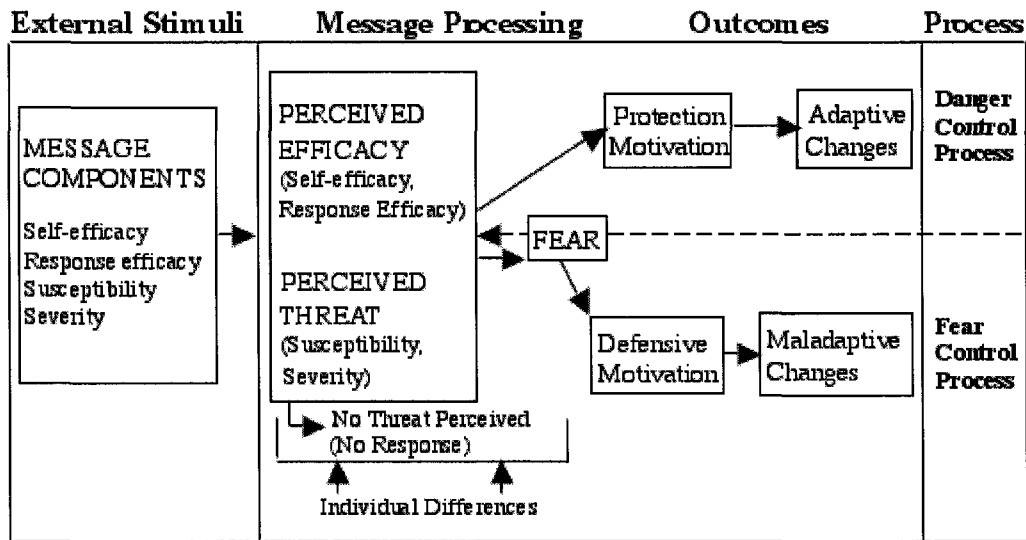 External Stimuli
Message Processing
Outcomes
Process
MESSAGE
COMPONENTS
Self-efficacy
Response efficacy
Susceptibility
Severity
PERCEIVED
EFFICACY
(Self-efficacy,
Response Efficacy)
PERCEIVED
THREAT
(Susceptibility,
Severity)
No Threat Perceived
(No Response)
Individual Differences
FEAR
Protection
Motivation
Adaptive
Changes
Defensive
Motivation
Maladaptive
Changes
Danger
Control
Process
Fear
Control
Process